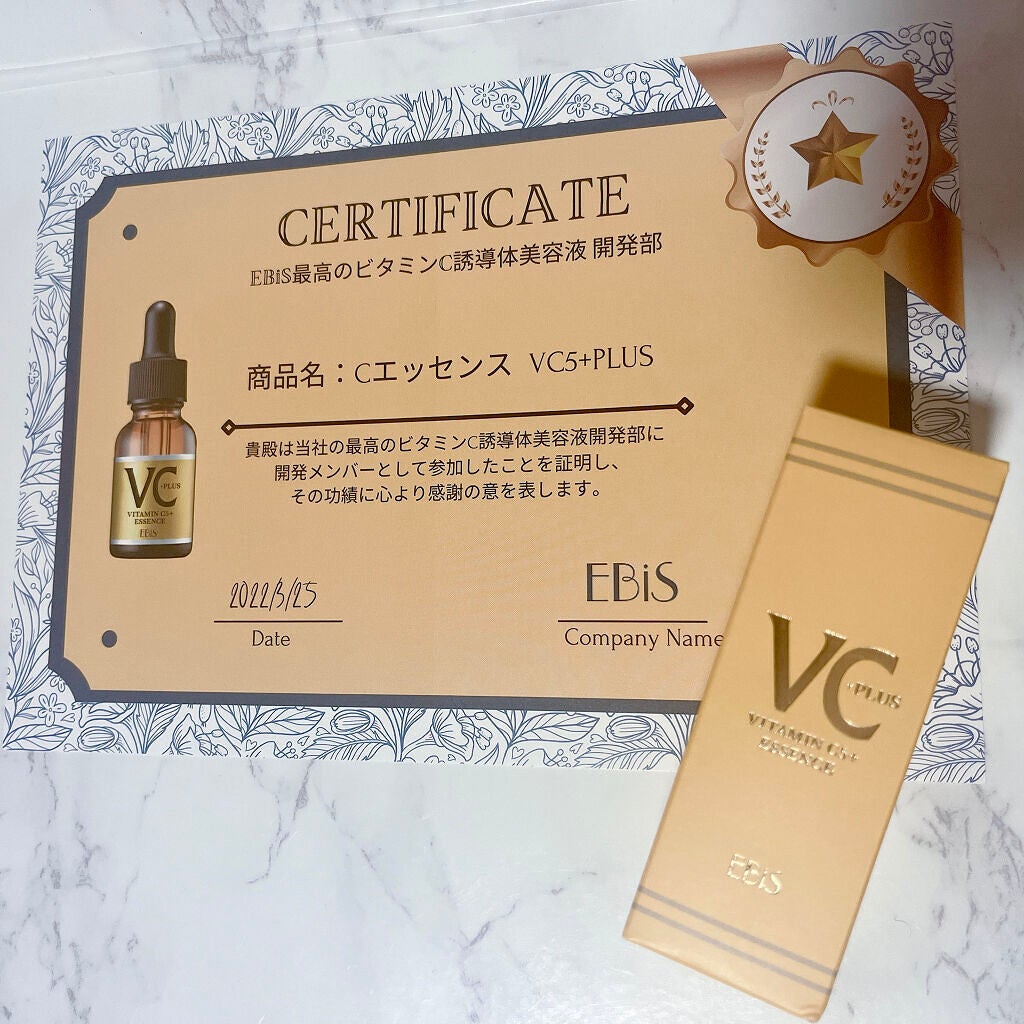 CERTIFICATE
EBiS最高のビタミンC誘導体美容液 開発部
商品名：Cエッセンス VC5+PLUS
貴殿は当社の最高のビタミンC誘導体美容液開発部に
開発メンバーとして参加したことを証明し、
その功績に心より感謝の意を表します。
VC
+PLUS
VITAMIN C5+
ESSENCE
EBiS
2022/3/25
Date
EBiS
Company Name
VC
+PLUS
VITAMIN C5+
ESSENCE
EBiS